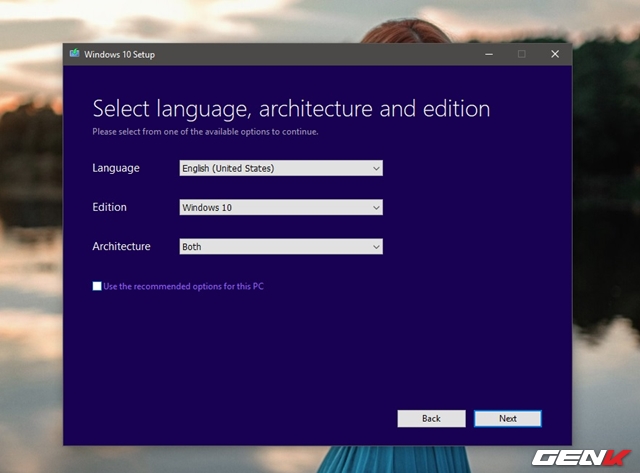 Windows 10 Setup
Select language, architecture and edition
Please select from one of the available options to continue.
Language
English (United States)
Edition
Windows 10
Architecture
Both
Use the recommended options for this PC
Back
Next
GENK